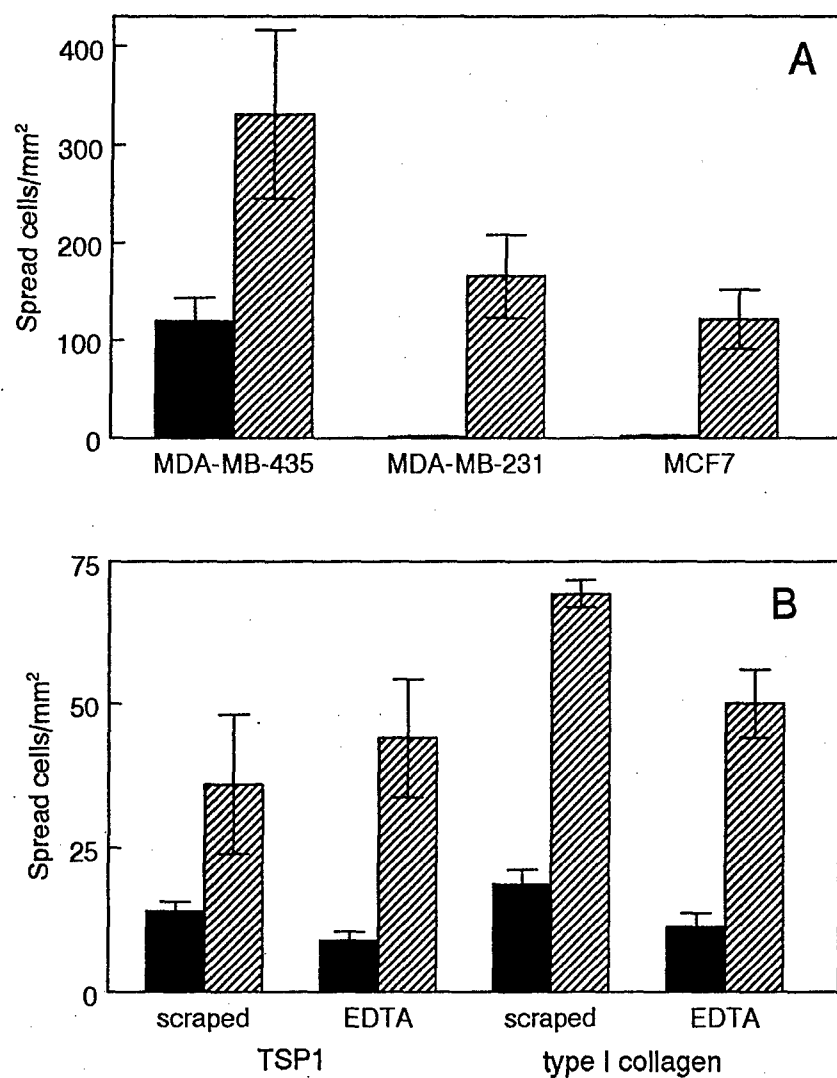 A
Spread cells/mm²
400
300
200
100
0
MDA-MB-435 MDA-MB-231 MCF7
B
Spread cells/mm²
75
50
25
0
scraped EDTA scraped EDTA
TSP1 type I collagen